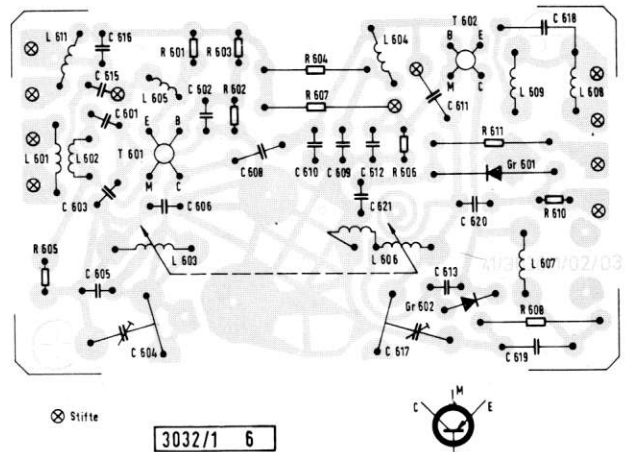 L 611
C 616
R 601
R 603
R 604
L 604
T 602
C 618
B
E
M
C
C 615
L 605
C 602
R 602
R 607
C 611
L 609
L 608
C 601
E
B
T 601
M
C
L 601
L 602
C 608
C 610
C 609
C 612
R 606
R 611
Gr 601
C 603
C 606
C 621
C 620
R 610
R 605
L 603
L 606
L 607
C 605
C 613
Gr 602
R 608
C 604
C 617
C 619
Stifte
3032/1 6
C
M
E